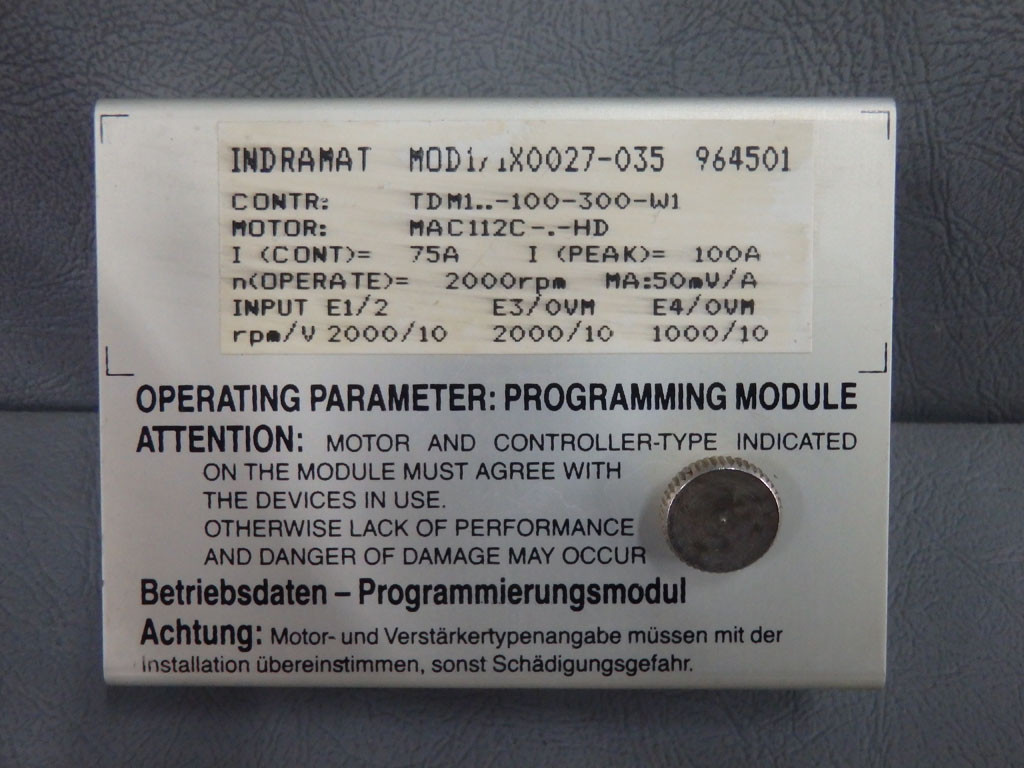 INDRAMAT MOD1/1X0027-035 964501
CONTR: TDM1..-100-300-W1
MOTOR: MAC112C-.-HD
I (CONT)= 75A I (PEAK)= 100A
n(OPERATE)= 2000rpm MA:50mV/A
INPUT E1/2 E3/0VM E4/0VM
rpm/V 2000/10 2000/10 1000/10
OPERATING PARAMETER: PROGRAMMING MODULE
ATTENTION: MOTOR AND CONTROLLER-TYPE INDICATED
ON THE MODULE MUST AGREE WITH
THE DEVICES IN USE.
OTHERWISE LACK OF PERFORMANCE
AND DANGER OF DAMAGE MAY OCCUR
Betriebsdaten – Programmierungsmodul
Achtung: Motor- und Verstärkertypenangabe müssen mit der
Installation übereinstimmen, sonst Schädigungsgefahr.